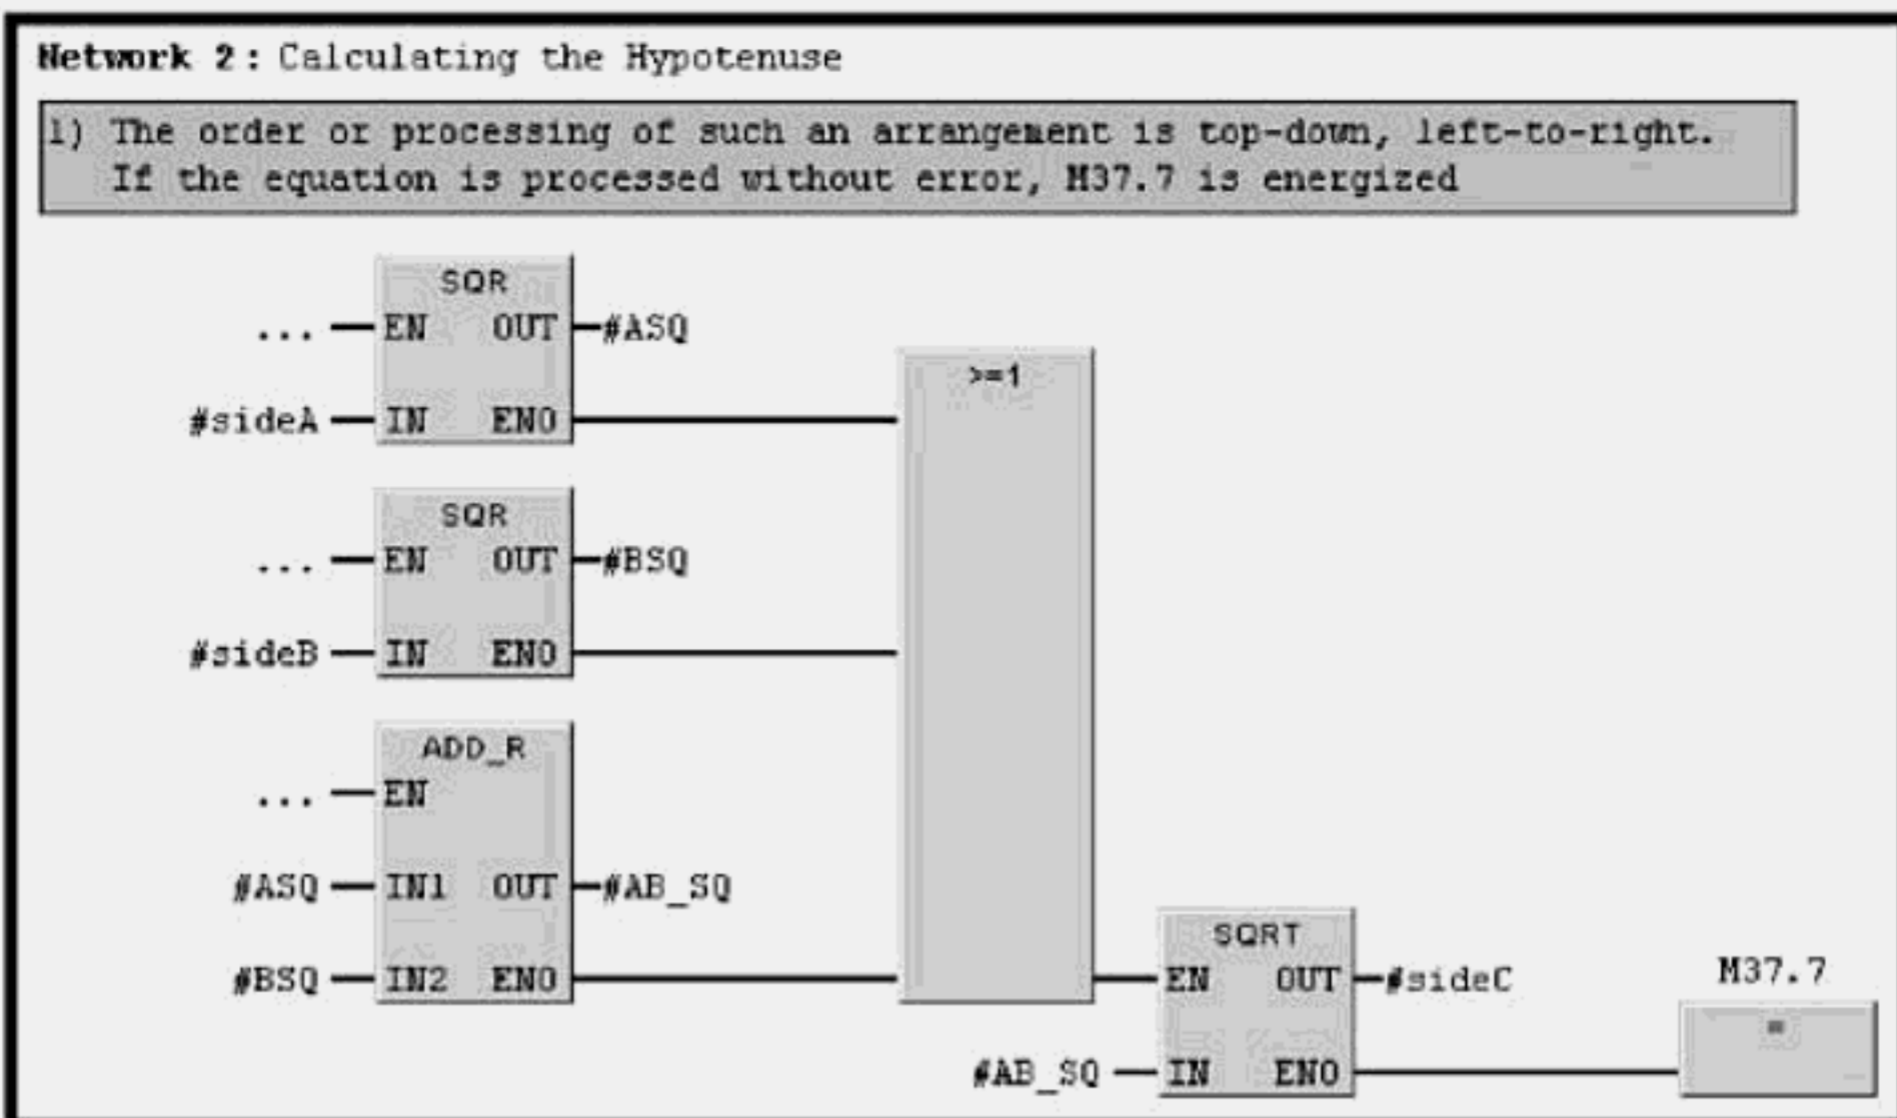 Network 2: Calculating the Hypotenuse
1) The order or processing of such an arrangement is top-down, left-to-right.
If the equation is processed without error, M37.7 is energized
SQR
... EN OUT #ASQ
>=1
#sideA IN ENO
SQR
... EN OUT #BSQ
#sideB IN ENO
ADD_R
... EN
#ASQ IN1 OUT #AB_SQ
SQRT
#BSQ IN2 ENO EN OUT #sideC M37.7
=
#AB_SQ IN ENO